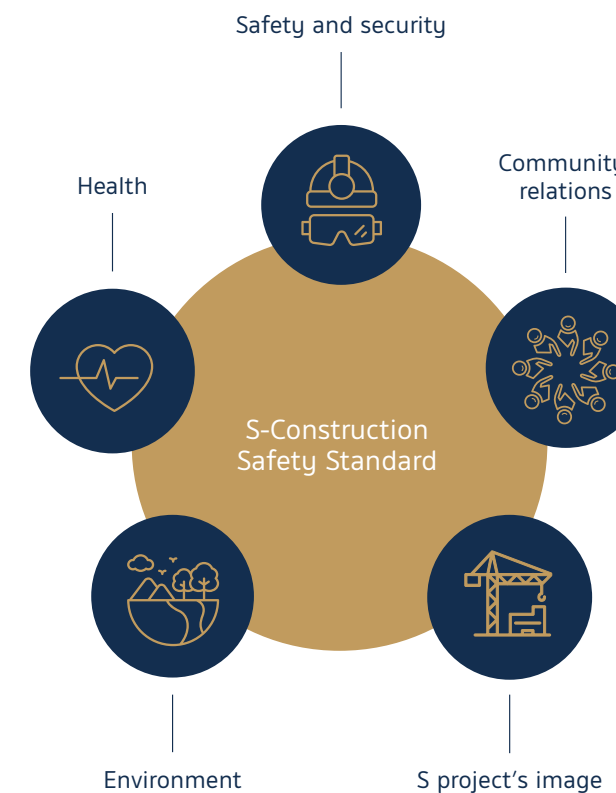 Safety and security
Community
relations
Health
S-Construction
Safety Standard
Environment
S project's image